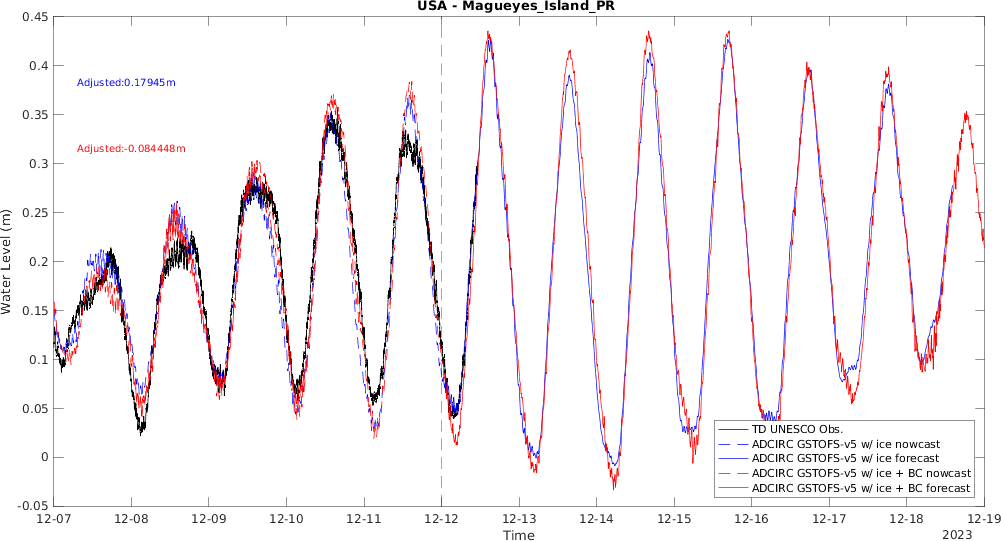 USA - Magueyes_Island_PR
0.45
0.4
0.35
0.3
0.25
0.2
0.15
0.1
0.05
0
-0.05
Water Level (m)
Adjusted:0.17945m
Adjusted:-0.084448m
TD UNESCO Obs.
ADCIRC GSTOFS-v5 w/ ice nowcast
ADCIRC GSTOFS-v5 w/ ice forecast
ADCIRC GSTOFS-v5 w/ ice + BC nowcast
ADCIRC GSTOFS-v5 w/ ice + BC forecast
12-07 12-08 12-09 12-10 12-11 12-12 12-13 12-14 12-15 12-16 12-17 12-18 12-19
Time
2023